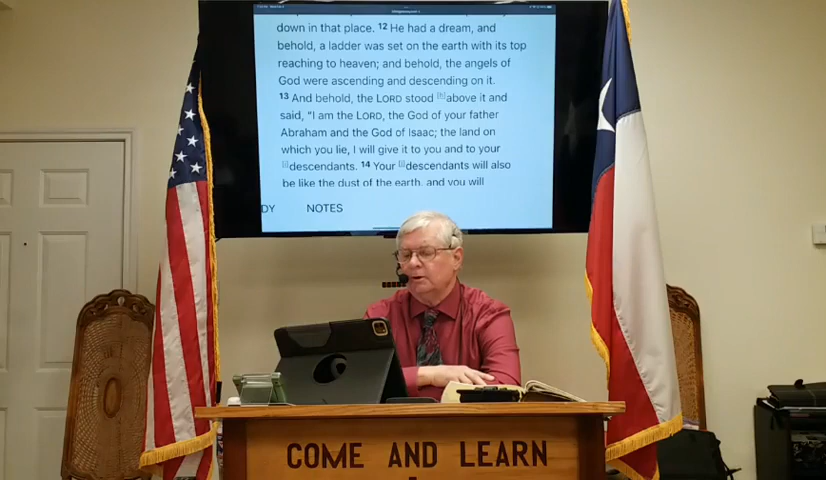 down in that place. 12 He had a dream, and
behold, a ladder was set on the earth with its top
reaching to heaven; and behold, the angels of
God were ascending and descending on it.
13 And behold, the LORD stood [h]above it and
said, "I am the LORD, the God of your father
Abraham and the God of Isaac; the land on
which you lie, I will give it to you and to your
[i]descendants. 14 Your [j]descendants will also
be like the dust of the earth, and you will
DY NOTES
COME AND LEARN